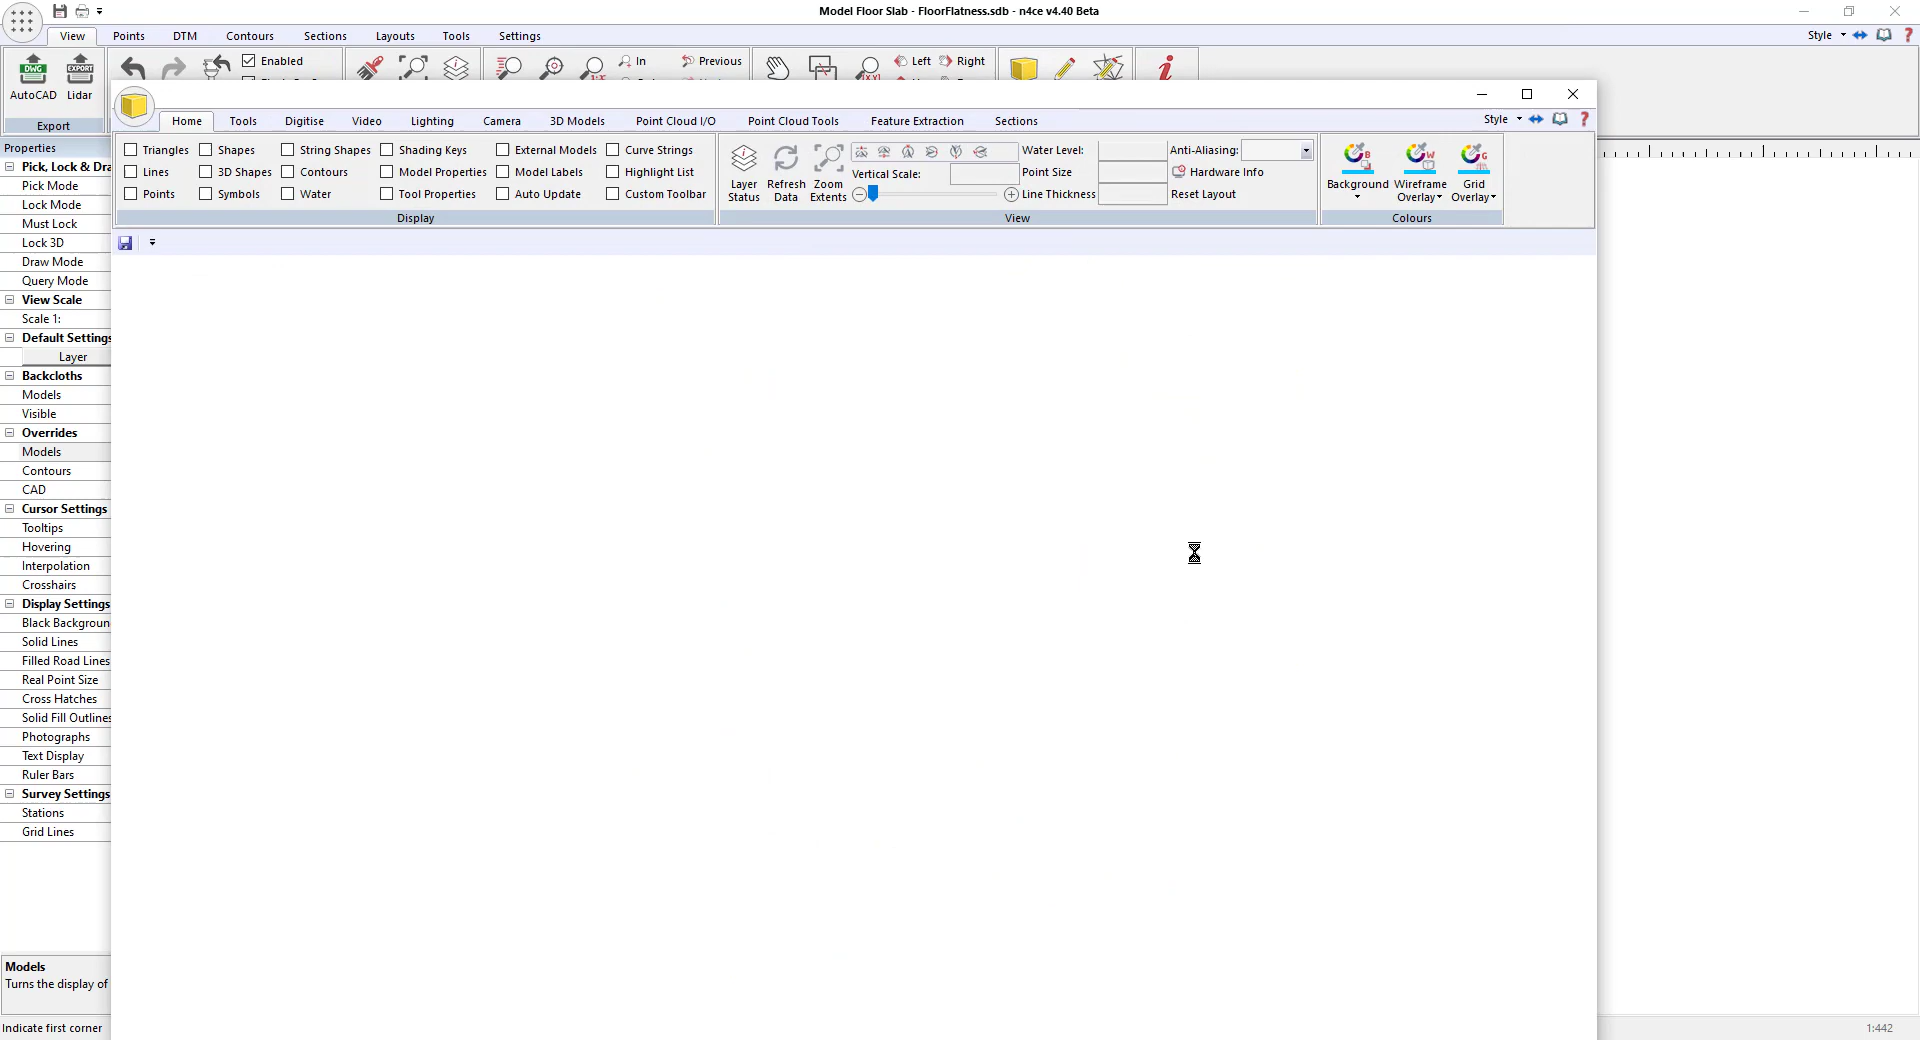 Model Floor Slab - FloorFlatness.sdb - n4ce v4.40 Beta
View Points DTM Contours Sections Layouts Tools Settings Style
Enabled
In Previous Left Right
AutoCAD Lidar
Export
Home Tools Digitise Video Lighting Camera 3D Models Point Cloud I/O Point Cloud Tools Feature Extraction Sections Style
Triangles Shapes String Shapes Shading Keys External Models Curve Strings
Lines 3D Shapes Contours Model Properties Model Labels Highlight List
Points Symbols Water Tool Properties Auto Update Custom Toolbar
Display
Layer Status
Refresh Data
Zoom Extents
Water Level: Anti-Aliasing:
Vertical Scale: Point Size Hardware Info
Line Thickness Reset Layout
View
Background
Wireframe Overlay
Grid Overlay
Colours
Properties
Pick, Lock & Dra
Pick Mode
Lock Mode
Must Lock
Lock 3D
Draw Mode
Query Mode
View Scale
Scale 1:
Default Settings
Layer
Backcloths
Models
Visible
Overrides
Models
Contours
CAD
Cursor Settings
Tooltips
Hovering
Interpolation
Crosshairs
Display Settings
Black Backgroun
Solid Lines
Filled Road Lines
Real Point Size
Cross Hatches
Solid Fill Outlines
Photographs
Text Display
Ruler Bars
Survey Settings
Stations
Grid Lines
Models
Turns the display of
Indicate first corner
1:442